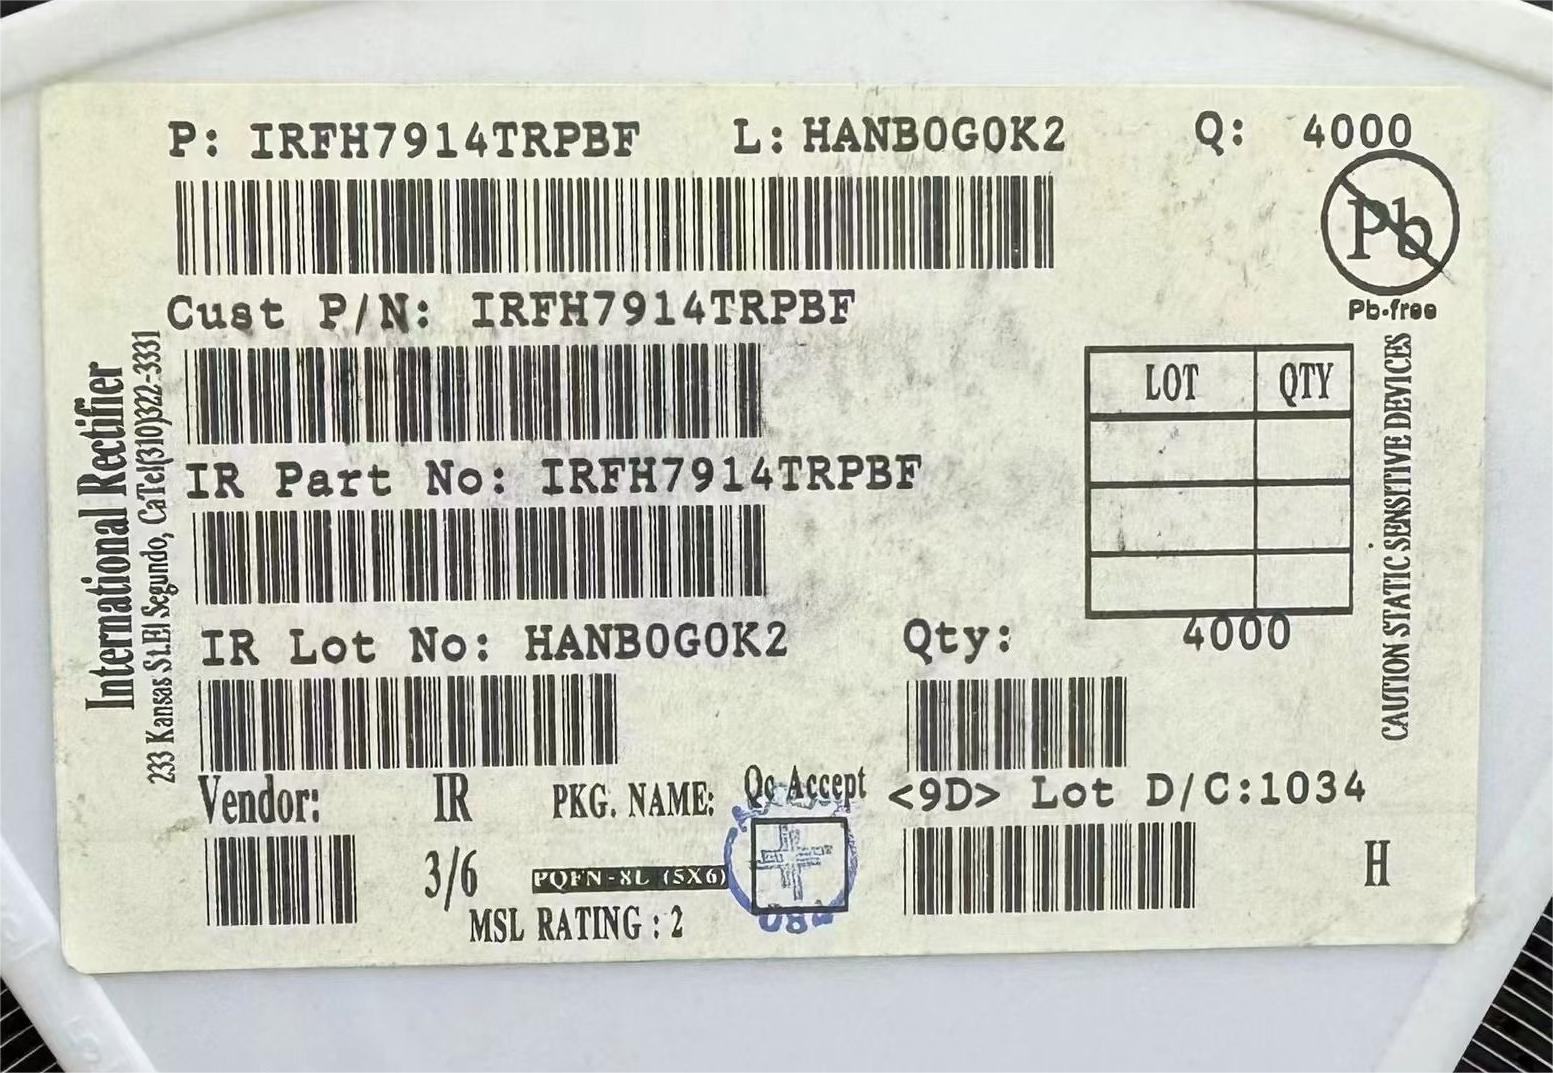 P: IRFH7914TRPBF L: HANB0G0K2 Q: 4000
Pb
Pb-free
Cust P/N: IRFH7914TRPBF
IR Part No: IRFH7914TRPBF
LOT QTY
IR Lot No: HANB0G0K2 Qty: 4000
Vendor: IR PKG. NAME: Qc Accept <9D> Lot D/C:1034
3/6 PQFN-8L (5X6) H
MSL RATING : 2
International Rectifier
233 Kansas St.El Segundo, CaTel(310)322-3331
CAUTION STATIC SENSITIVE DEVICES